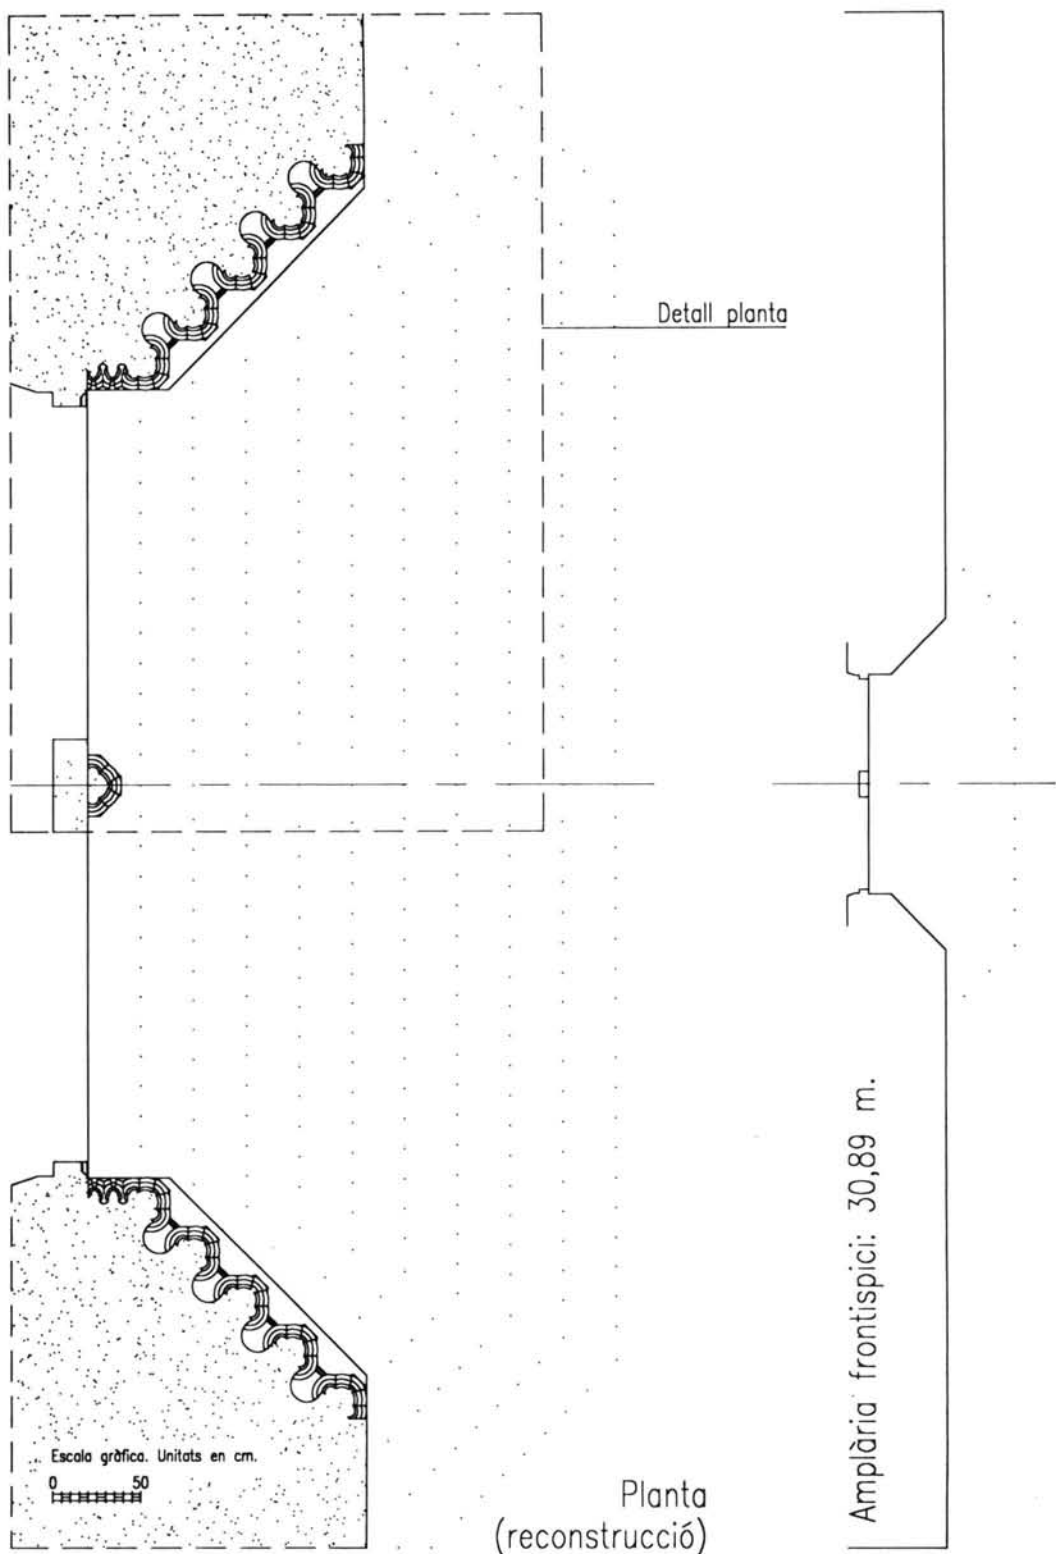 Detall planta
Amplària frontispici: 30,89 m.
Escala gràfica. Unitats en cm.
0 50
Planta
(reconstrucció)